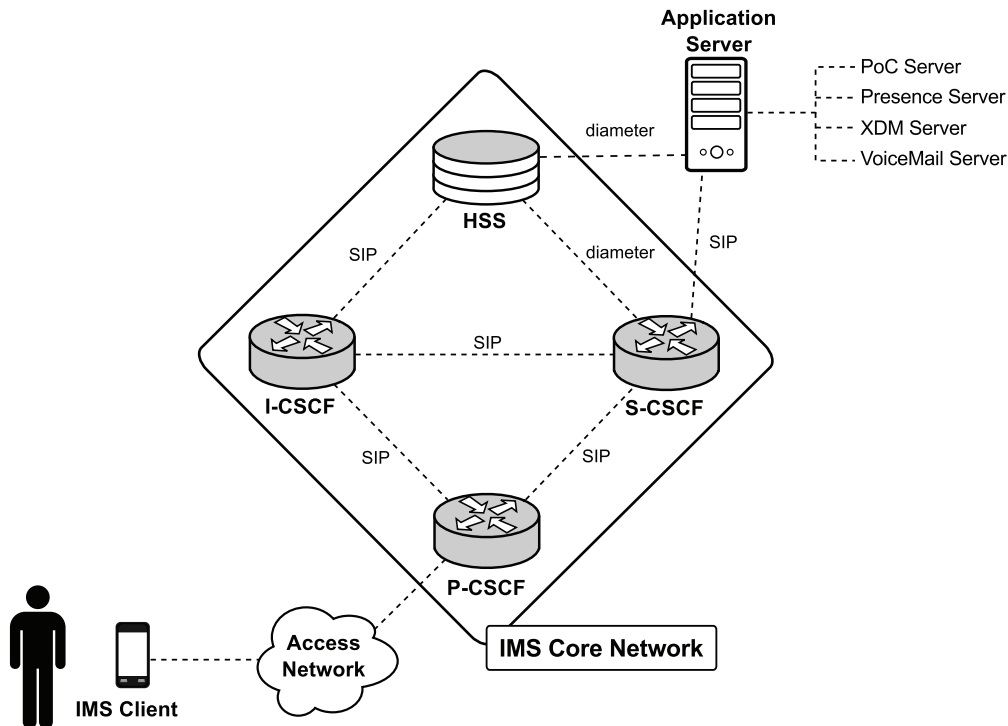 Application
Server
PoC Server
Presence Server
XDM Server
VoiceMail Server
diameter
HSS
SIP
diameter
SIP
SIP
I-CSCF
S-CSCF
SIP
SIP
P-CSCF
Access
Network
IMS Core Network
IMS Client